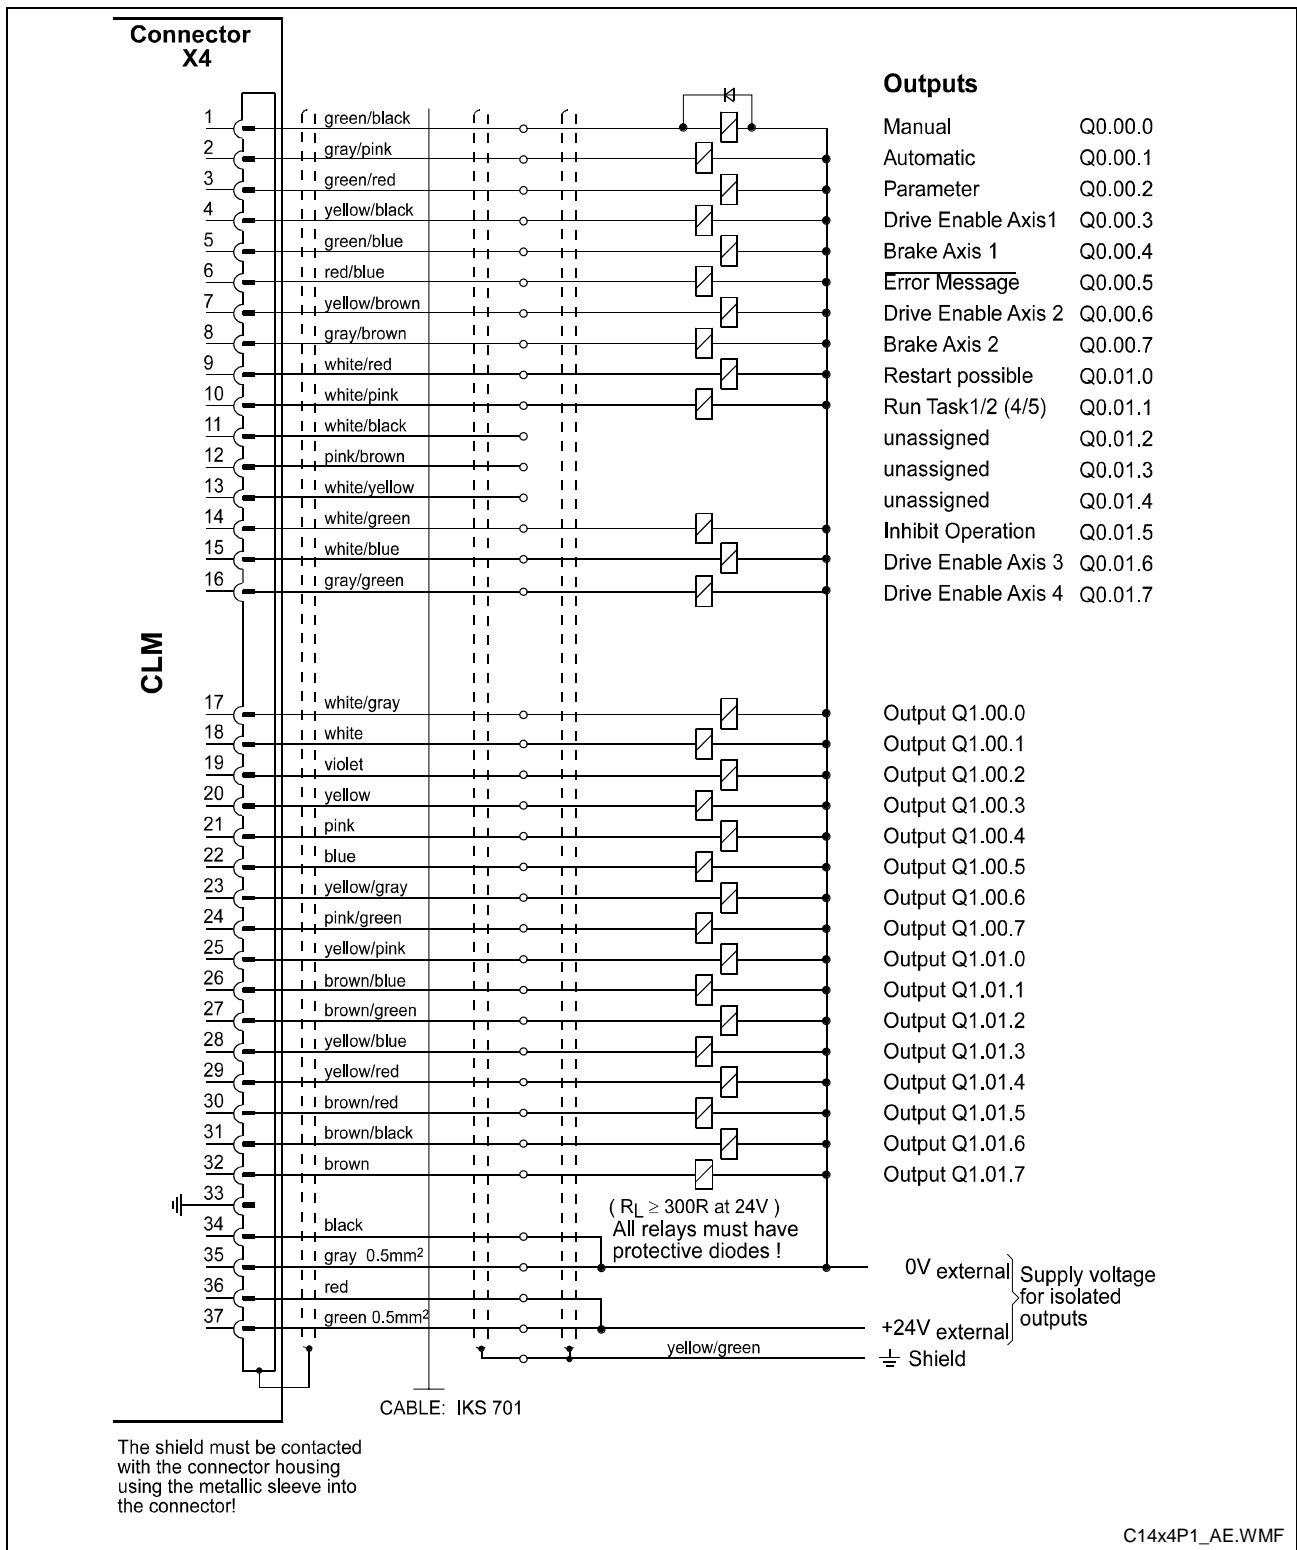 Connector
X4
Outputs
1 green/black Manual Q0.00.0
2 gray/pink Automatic Q0.00.1
3 green/red Parameter Q0.00.2
4 yellow/black Drive Enable Axis1 Q0.00.3
5 green/blue Brake Axis 1 Q0.00.4
6 red/blue Error Message Q0.00.5
7 yellow/brown Drive Enable Axis 2 Q0.00.6
8 gray/brown Brake Axis 2 Q0.00.7
9 white/red Restart possible Q0.01.0
10 white/pink Run Task1/2 (4/5) Q0.01.1
11 white/black unassigned Q0.01.2
12 pink/brown unassigned Q0.01.3
13 white/yellow unassigned Q0.01.4
14 white/green Inhibit Operation Q0.01.5
15 white/blue Drive Enable Axis 3 Q0.01.6
16 gray/green Drive Enable Axis 4 Q0.01.7
CLM
17 white/gray Output Q1.00.0
18 white Output Q1.00.1
19 violet Output Q1.00.2
20 yellow Output Q1.00.3
21 pink Output Q1.00.4
22 blue Output Q1.00.5
23 yellow/gray Output Q1.00.6
24 pink/green Output Q1.00.7
25 yellow/pink Output Q1.01.0
26 brown/blue Output Q1.01.1
27 brown/green Output Q1.01.2
28 yellow/blue Output Q1.01.3
29 yellow/red Output Q1.01.4
30 brown/red Output Q1.01.5
31 brown/black Output Q1.01.6
32 brown Output Q1.01.7
33
( RL ≥ 300R at 24V )
All relays must have
protective diodes !
34 black
35 gray 0.5mm² 0V external
36 red
37 green 0.5mm² +24V external
Supply voltage
for isolated
outputs
yellow/green Shield
CABLE: IKS 701
The shield must be contacted
with the connector housing
using the metallic sleeve into
the connector!
C14x4P1_AE.WMF